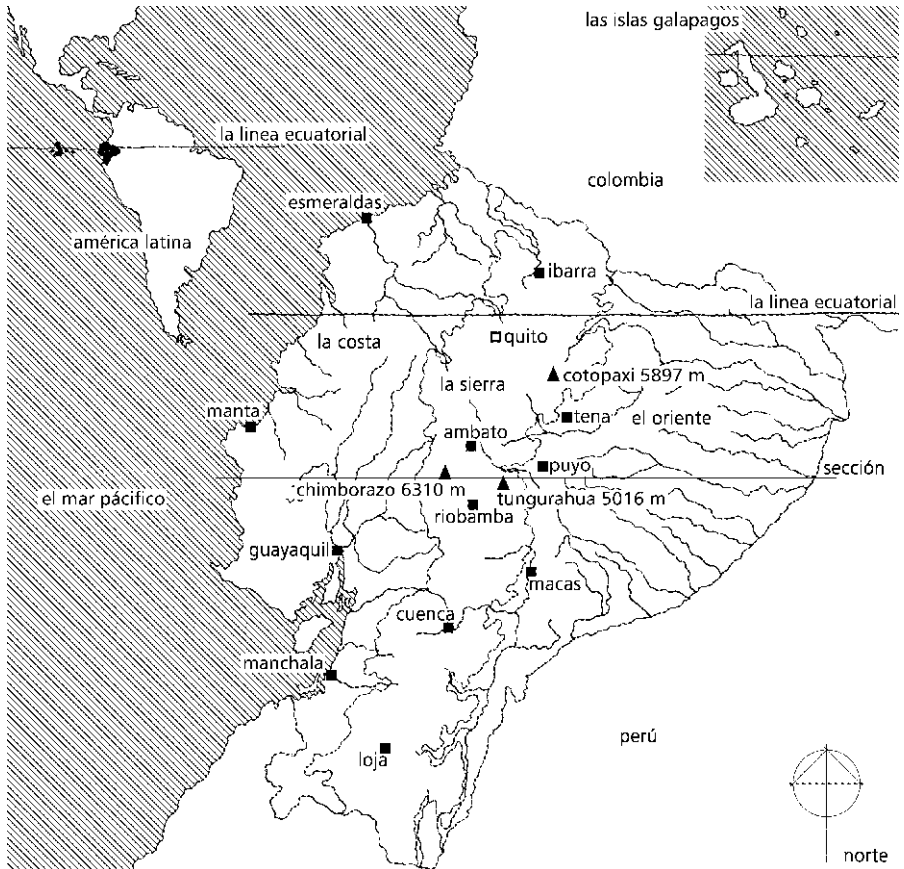 las islas galapagos
la linea ecuatorial
colombia
esmeraldas
américa latina
ibarra
la linea ecuatorial
quito
la costa
cotopaxi 5897 m
la sierra
manta
tena
el oriente
ambato
puyo
sección
chimborazo 6310 m
tungurahua 5016 m
el mar pácifico
riobamba
guayaquil
macas
cuenca
manchala
perú
loja
norte